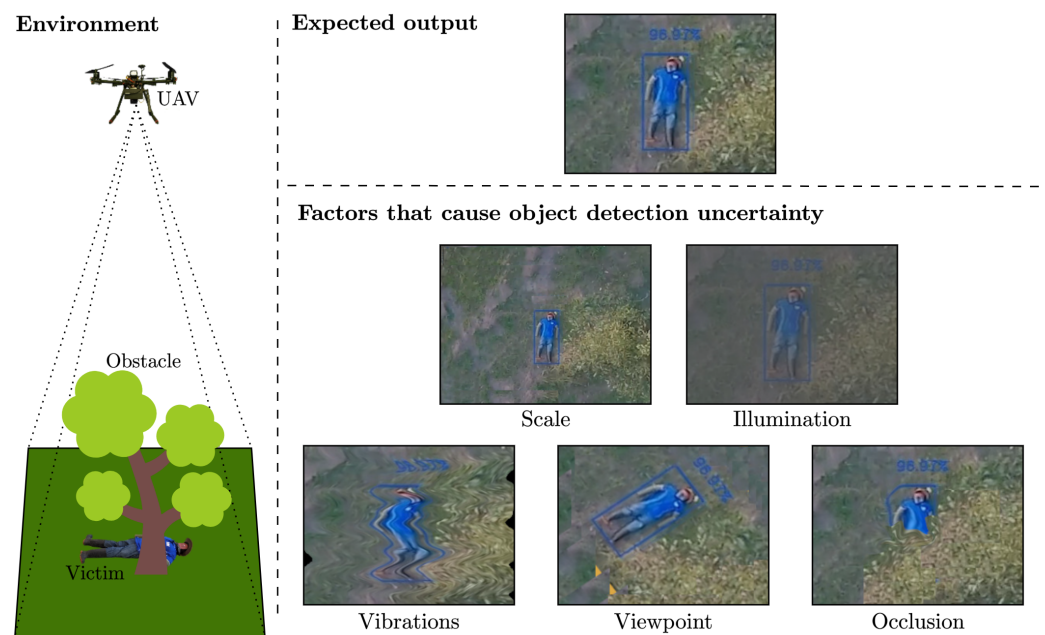 Environment
UAV
Obstacle
Victim
Expected output
96.97%
Factors that cause object detection uncertainty
Scale
96.97%
Illumination
96.97%
Vibrations
96.97%
Viewpoint
96.97%
Occlusion